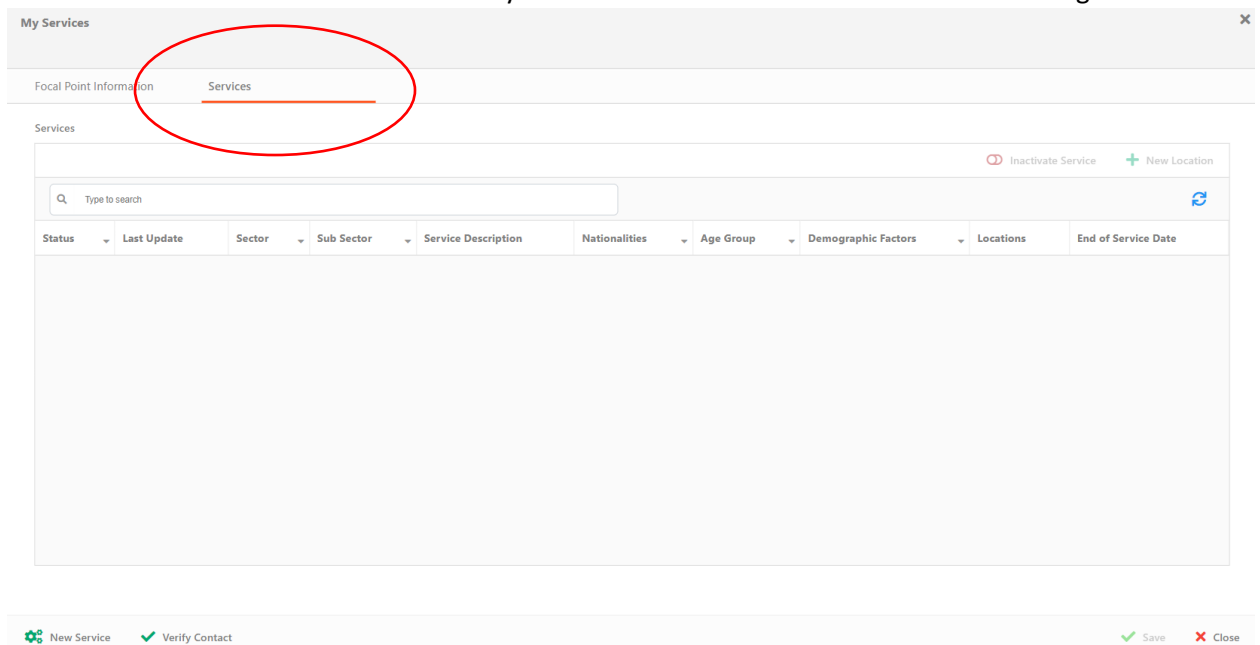 My Services
Focal Point Information Services
Services
Inactivate Service New Location
Type to search
Status Last Update Sector Sub Sector Service Description Nationalities Age Group Demographic Factors Locations End of Service Date
New Service Verify Contact Save Close